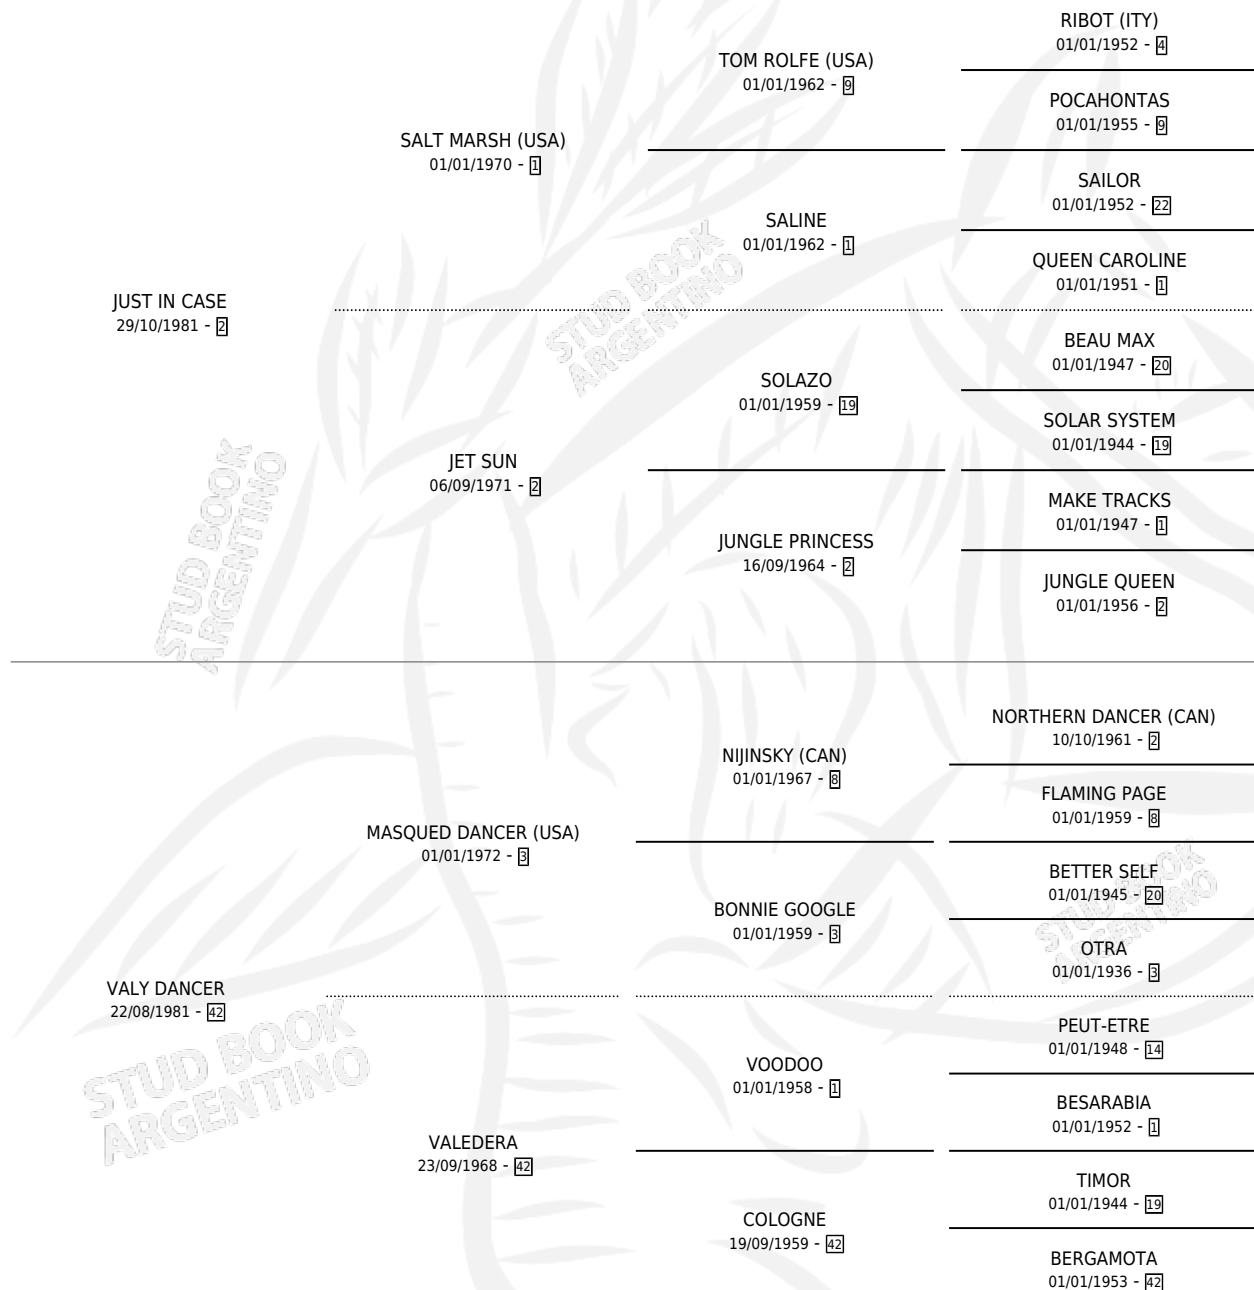 RIBOT (ITY)
01/01/1952 - 4
TOM ROLFE (USA)
01/01/1962 - 9
POCAHONTAS
01/01/1955 - 9
SALT MARSH (USA)
01/01/1970 - 1
SAILOR
01/01/1952 - 22
SALINE
01/01/1962 - 1
QUEEN CAROLINE
01/01/1951 - 1
STUD BOOK
ARGENTINO
JUST IN CASE
29/10/1981 - 2
BEAU MAX
01/01/1947 - 20
SOLAZO
01/01/1959 - 19
SOLAR SYSTEM
01/01/1944 - 19
JET SUN
06/09/1971 - 2
MAKE TRACKS
01/01/1947 - 1
JUNGLE PRINCESS
16/09/1964 - 2
JUNGLE QUEEN
01/01/1956 - 2
STUD BOOK
ARGENTINO
NORTHERN DANCER (CAN)
10/10/1961 - 2
NIJINSKY (CAN)
01/01/1967 - 8
FLAMING PAGE
01/01/1959 - 8
MASQUED DANCER (USA)
01/01/1972 - 3
BETTER SELF
01/01/1945 - 20
BONNIE GOOGLE
01/01/1959 - 3
OTRA
01/01/1936 - 3
STUD BOOK
ARGENTINO
VALY DANCER
22/08/1981 - 42
PEUT-ETRE
01/01/1948 - 14
VOODOO
01/01/1958 - 1
BESARABIA
01/01/1952 - 1
STUD BOOK
ARGENTINO
VALEDERA
23/09/1968 - 42
TIMOR
01/01/1944 - 19
COLOGNE
19/09/1959 - 42
BERGAMOTA
01/01/1953 - 42